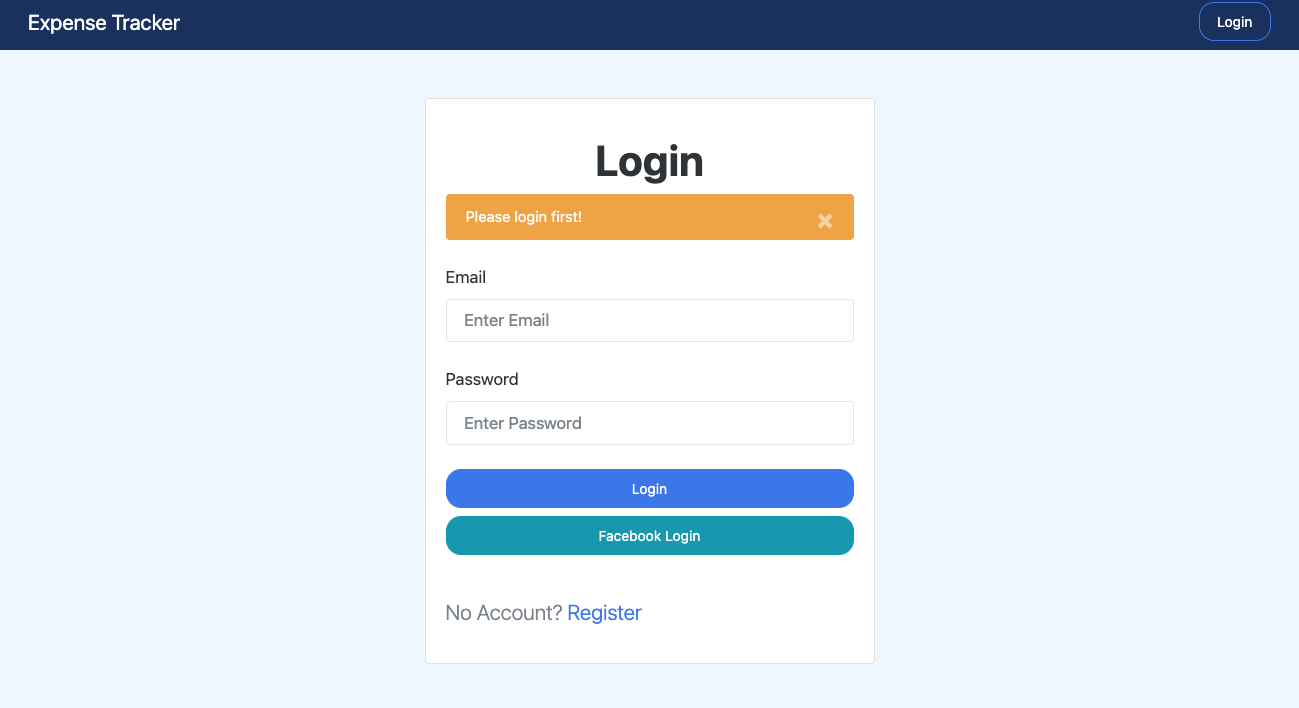 Expense Tracker
Login
Login
Please login first!
Email
Enter Email
Password
Enter Password
Login
Facebook Login
No Account? Register